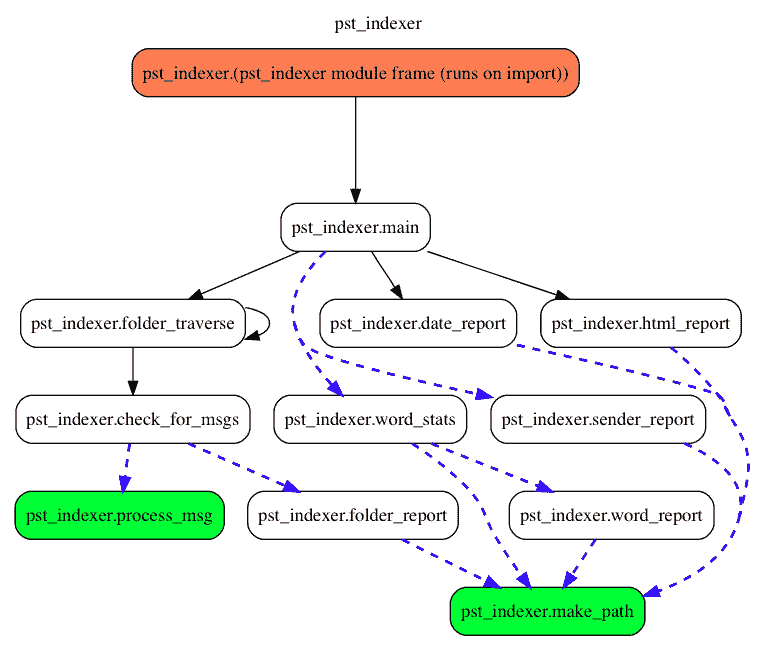 pst_indexer
pst_indexer.(pst_indexer module frame (runs on import))
pst_indexer.main
pst_indexer.folder_traverse
pst_indexer.date_report
pst_indexer.html_report
pst_indexer.check_for_msgs
pst_indexer.word_stats
pst_indexer.sender_report
pst_indexer.process_msg
pst_indexer.folder_report
pst_indexer.word_report
pst_indexer.make_path